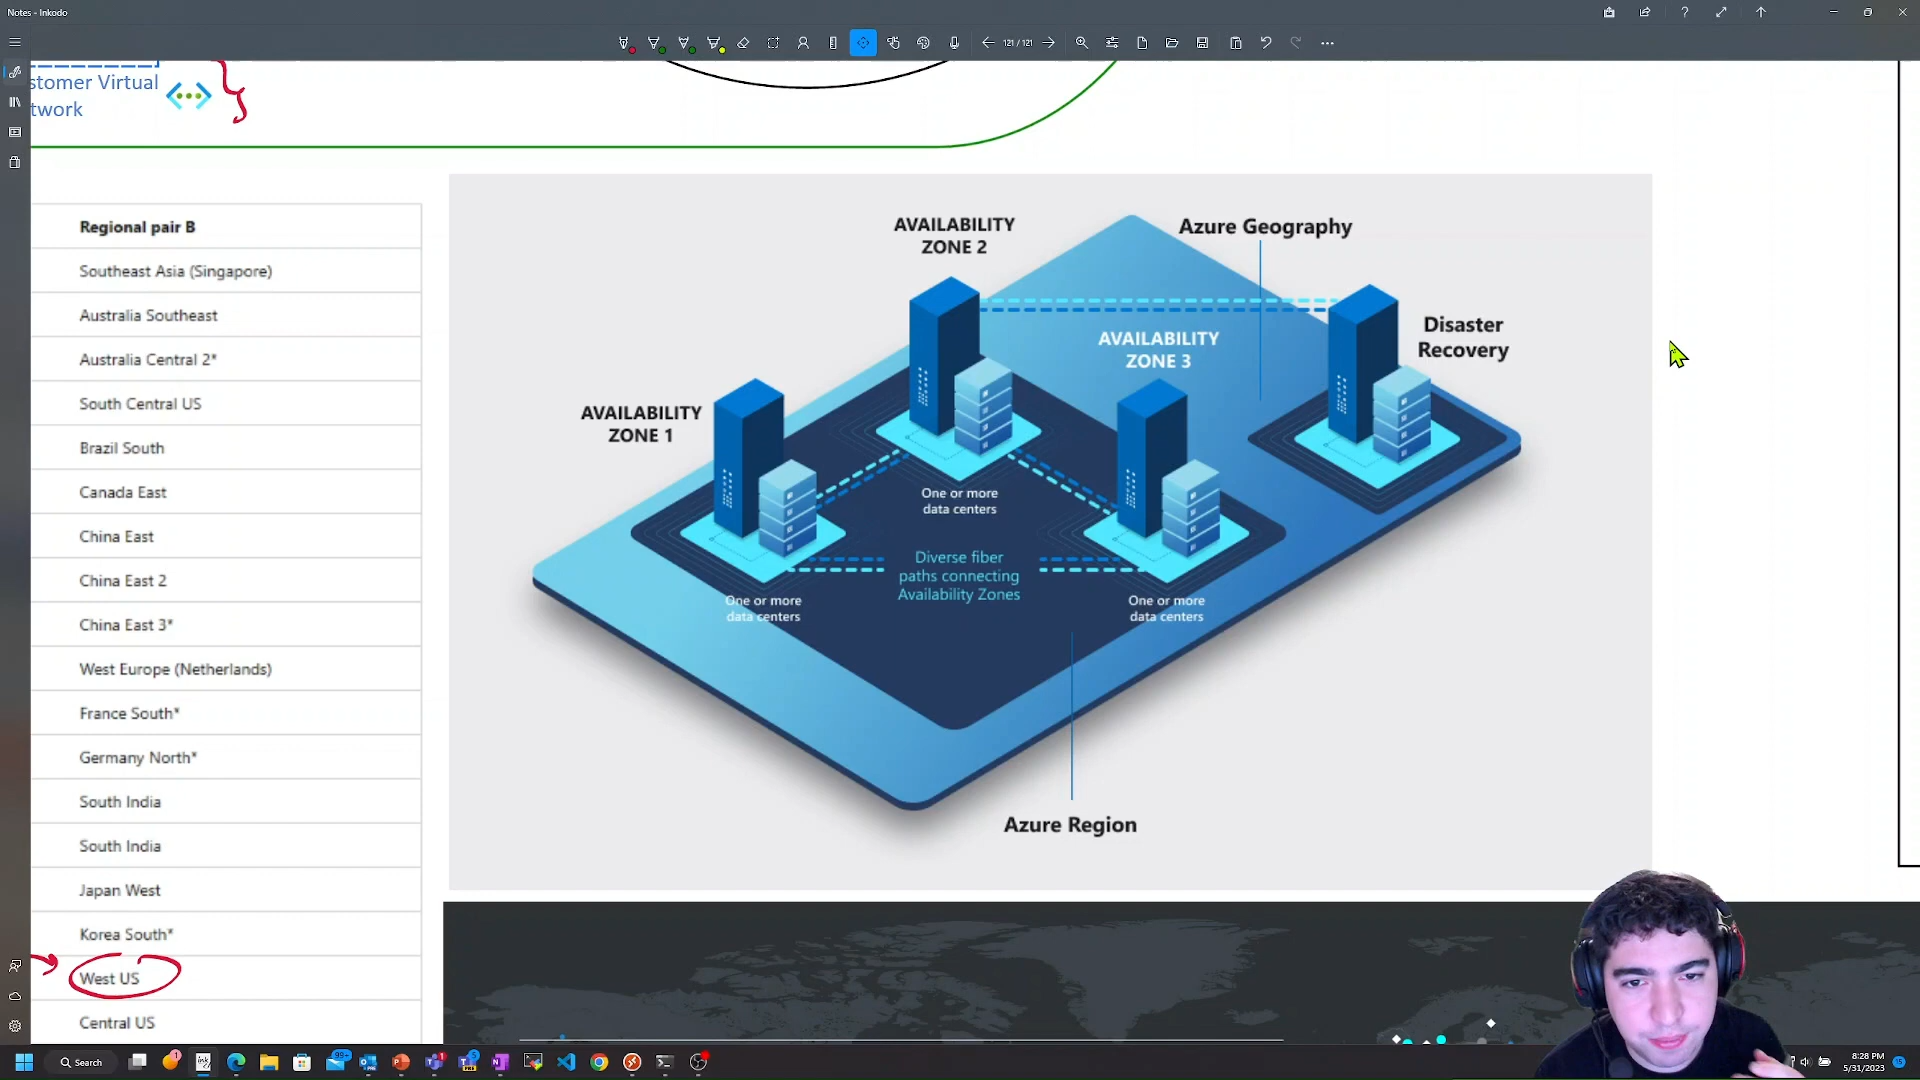 Notes - Inkodo
121 / 121
stomer Virtual
twork
Regional pair B
Southeast Asia (Singapore)
Australia Southeast
Australia Central 2*
South Central US
Brazil South
Canada East
China East
China East 2
China East 3*
West Europe (Netherlands)
France South*
Germany North*
South India
South India
Japan West
Korea South*
West US
Central US
AVAILABILITY
ZONE 2
Azure Geography
AVAILABILITY
ZONE 3
Disaster
Recovery
AVAILABILITY
ZONE 1
One or more
data centers
Diverse fiber
paths connecting
Availability Zones
One or more
data centers
One or more
data centers
Azure Region
Search
99+
8:28 PM
5/31/2023